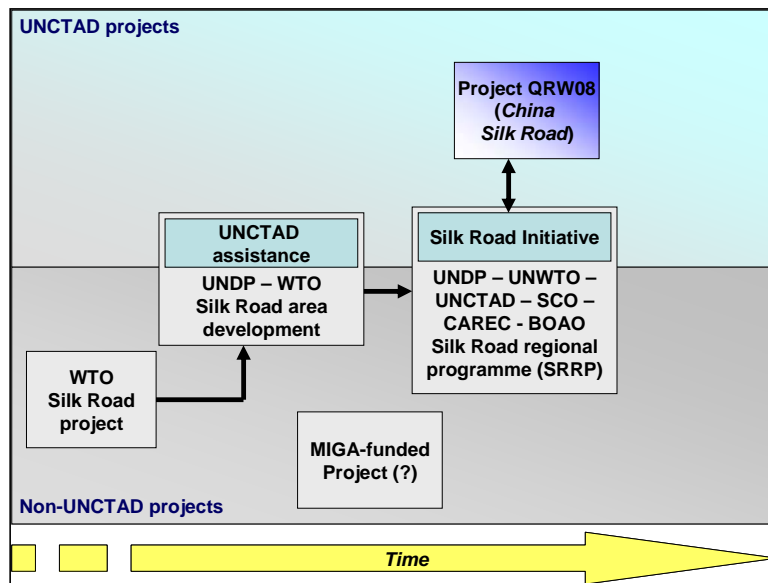 UNCTAD projects
Project QRW08
(China
Silk Road)
UNCTAD
assistance
UNDP – WTO
Silk Road area
development
Silk Road Initiative
UNDP – UNWTO –
UNCTAD – SCO –
CAREC - BOAO
Silk Road regional
programme (SRRP)
WTO
Silk Road
project
MIGA-funded
Project (?)
Non-UNCTAD projects
Time